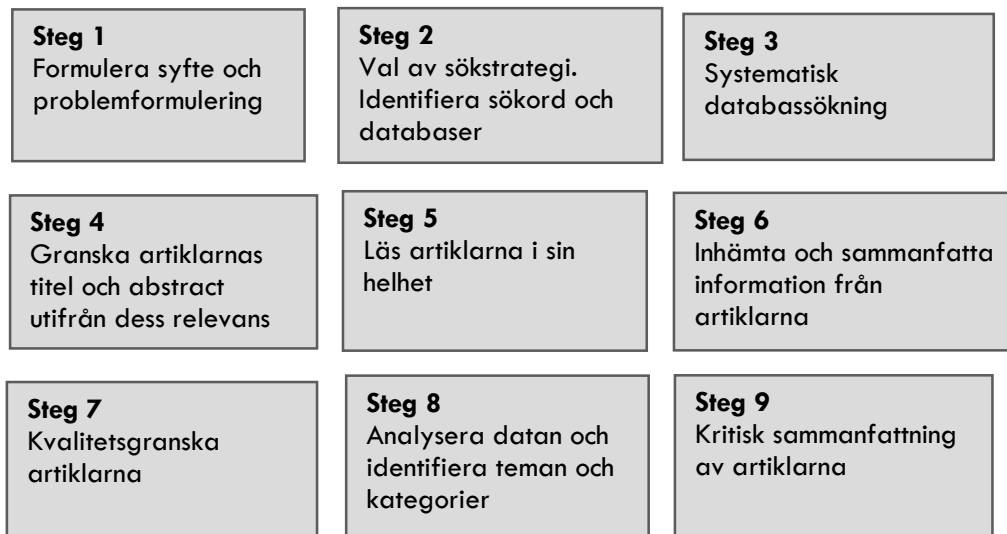 Steg 1
Formulera syfte och
problemformulering
Steg 2
Val av sökstrategi.
Identifiera sökord och
databaser
Steg 3
Systematisk
databassökning
Steg 4
Granska artiklarnas
titel och abstract
utifrån dess relevans
Steg 5
Läs artiklarna i sin
helhet
Steg 6
Inhämta och sammanfatta
information från
artiklarna
Steg 7
Kvalitetsgranska
artiklarna
Steg 8
Analysera datan och
identifiera teman och
kategorier
Steg 9
Kritisk sammanfattning
av artiklarna